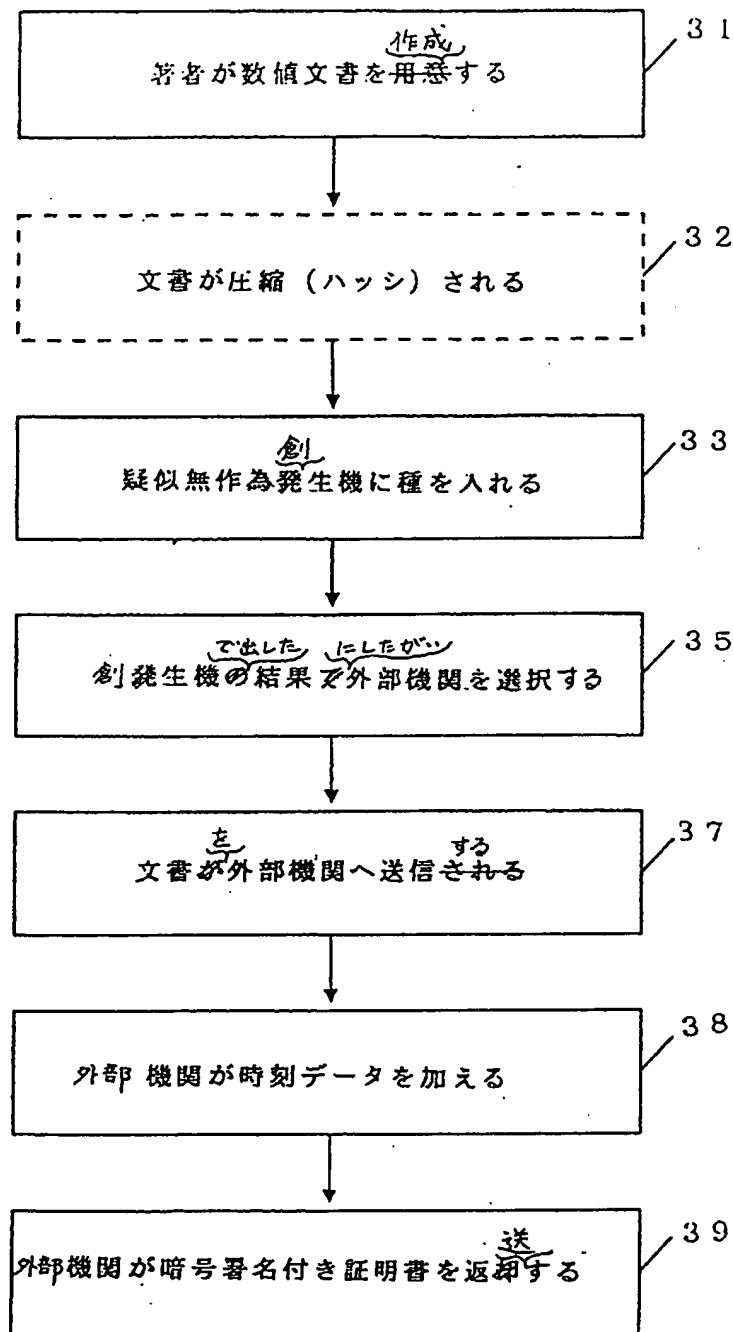 作成
31
著者が数値文書を用意する
32
文書が圧縮（ハッシ）される
創
33
疑似無作為発生機に種を入れる
で出した にしたがい
35
創発生機の結果で外部機関を選択する
を する
37
文書が外部機関へ送信される
38
外部機関が時刻データを加える
送
39
外部機関が暗号署名付き証明書を返却する